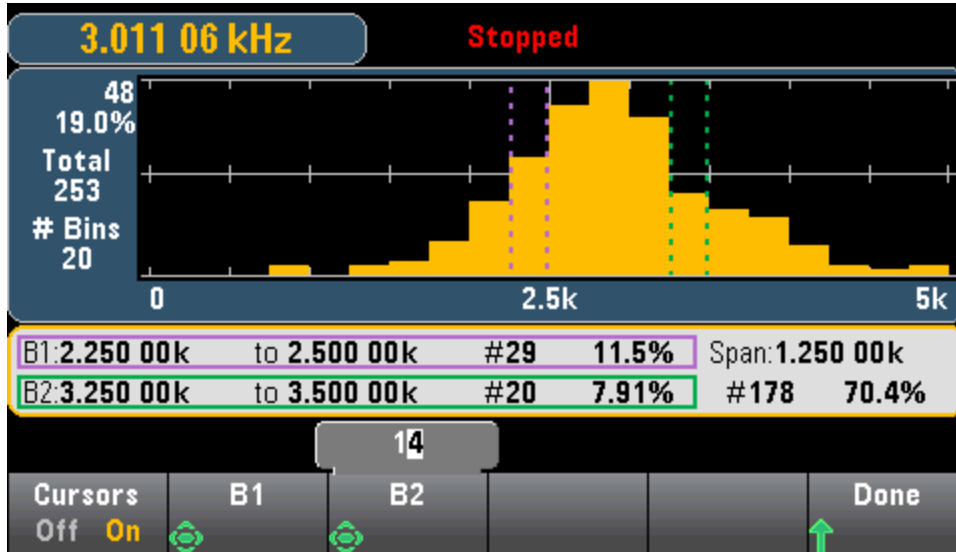 3.011 06 kHz Stopped
48
19.0%
Total
253
# Bins
20
0 2.5k 5k
B1:2.250 00k to 2.500 00k #29 11.5% Span:1.250 00k
B2:3.250 00k to 3.500 00k #20 7.91% #178 70.4%
14
Cursors B1 B2 Done
Off On